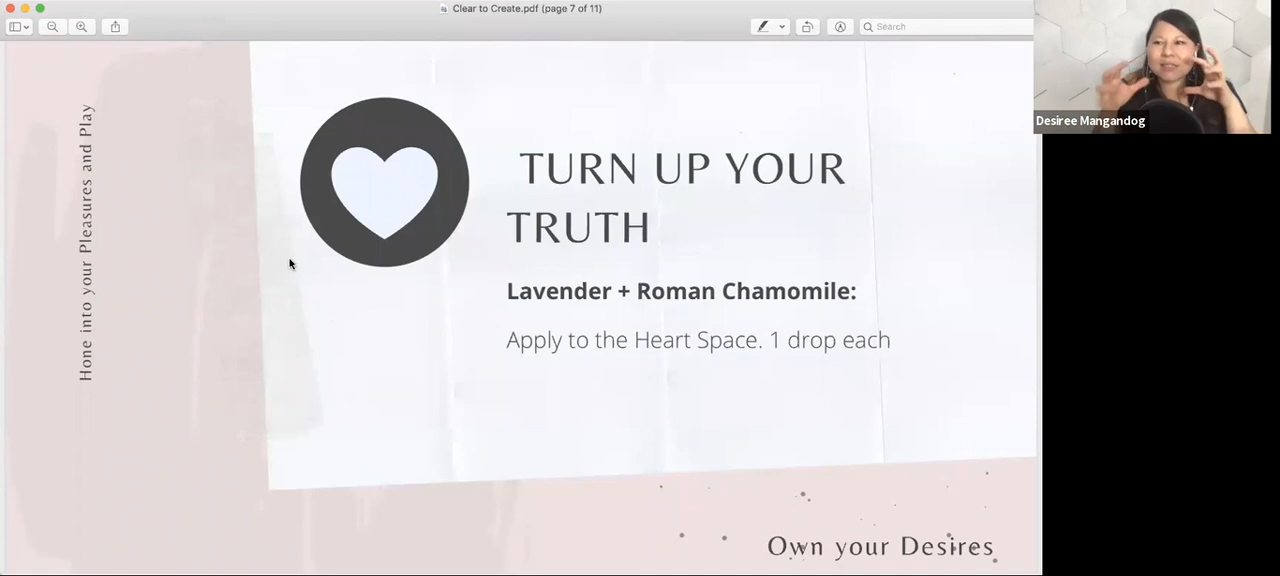 Clear to Create.pdf (page 7 of 11)
Search
Desiree Mangandog
Hone into your Pleasures and Play
TURN UP YOUR
TRUTH
Lavender + Roman Chamomile:
Apply to the Heart Space. 1 drop each
Own your Desires